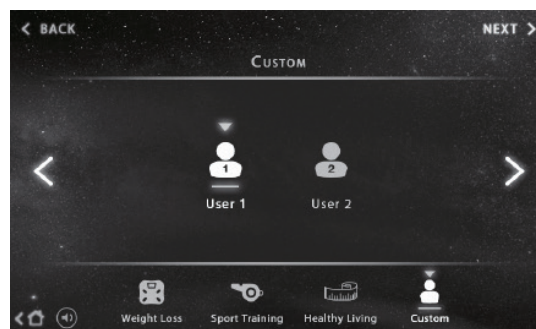 BACK
NEXT
CUSTOM
1
2
User 1
User 2
Weight Loss
Sport Training
Healthy Living
Custom